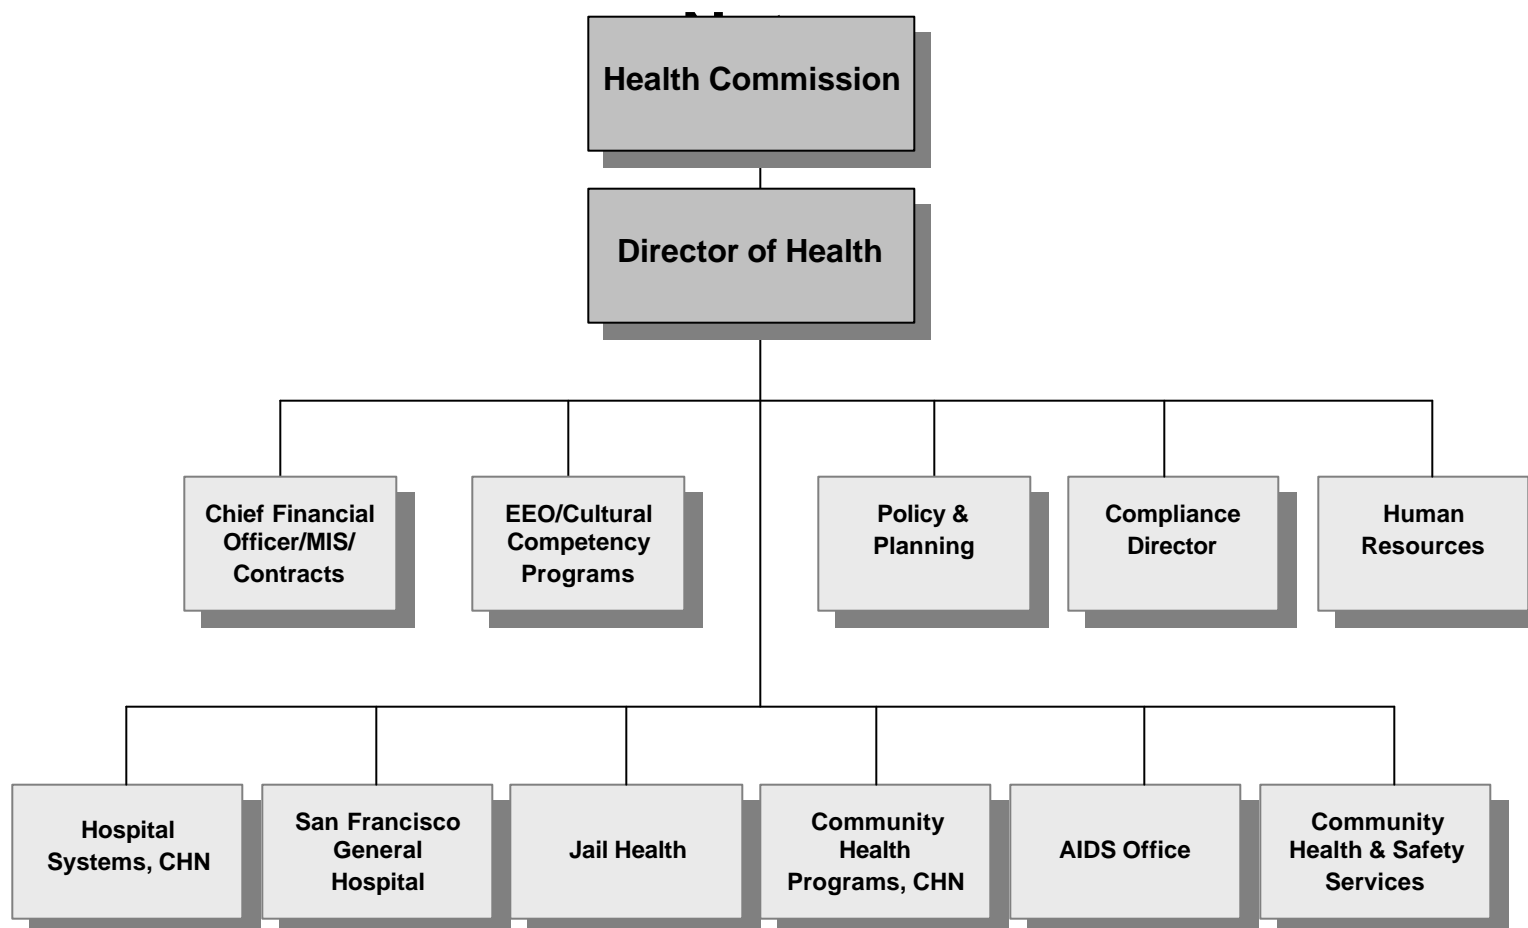 Health Commission
Director of Health
Chief Financial
Officer/MIS/
Contracts
EEO/Cultural
Competency
Programs
Policy &
Planning
Compliance
Director
Human
Resources
Hospital
Systems, CHN
San Francisco
General
Hospital
Jail Health
Community
Health
Programs, CHN
AIDS Office
Community
Health & Safety
Services